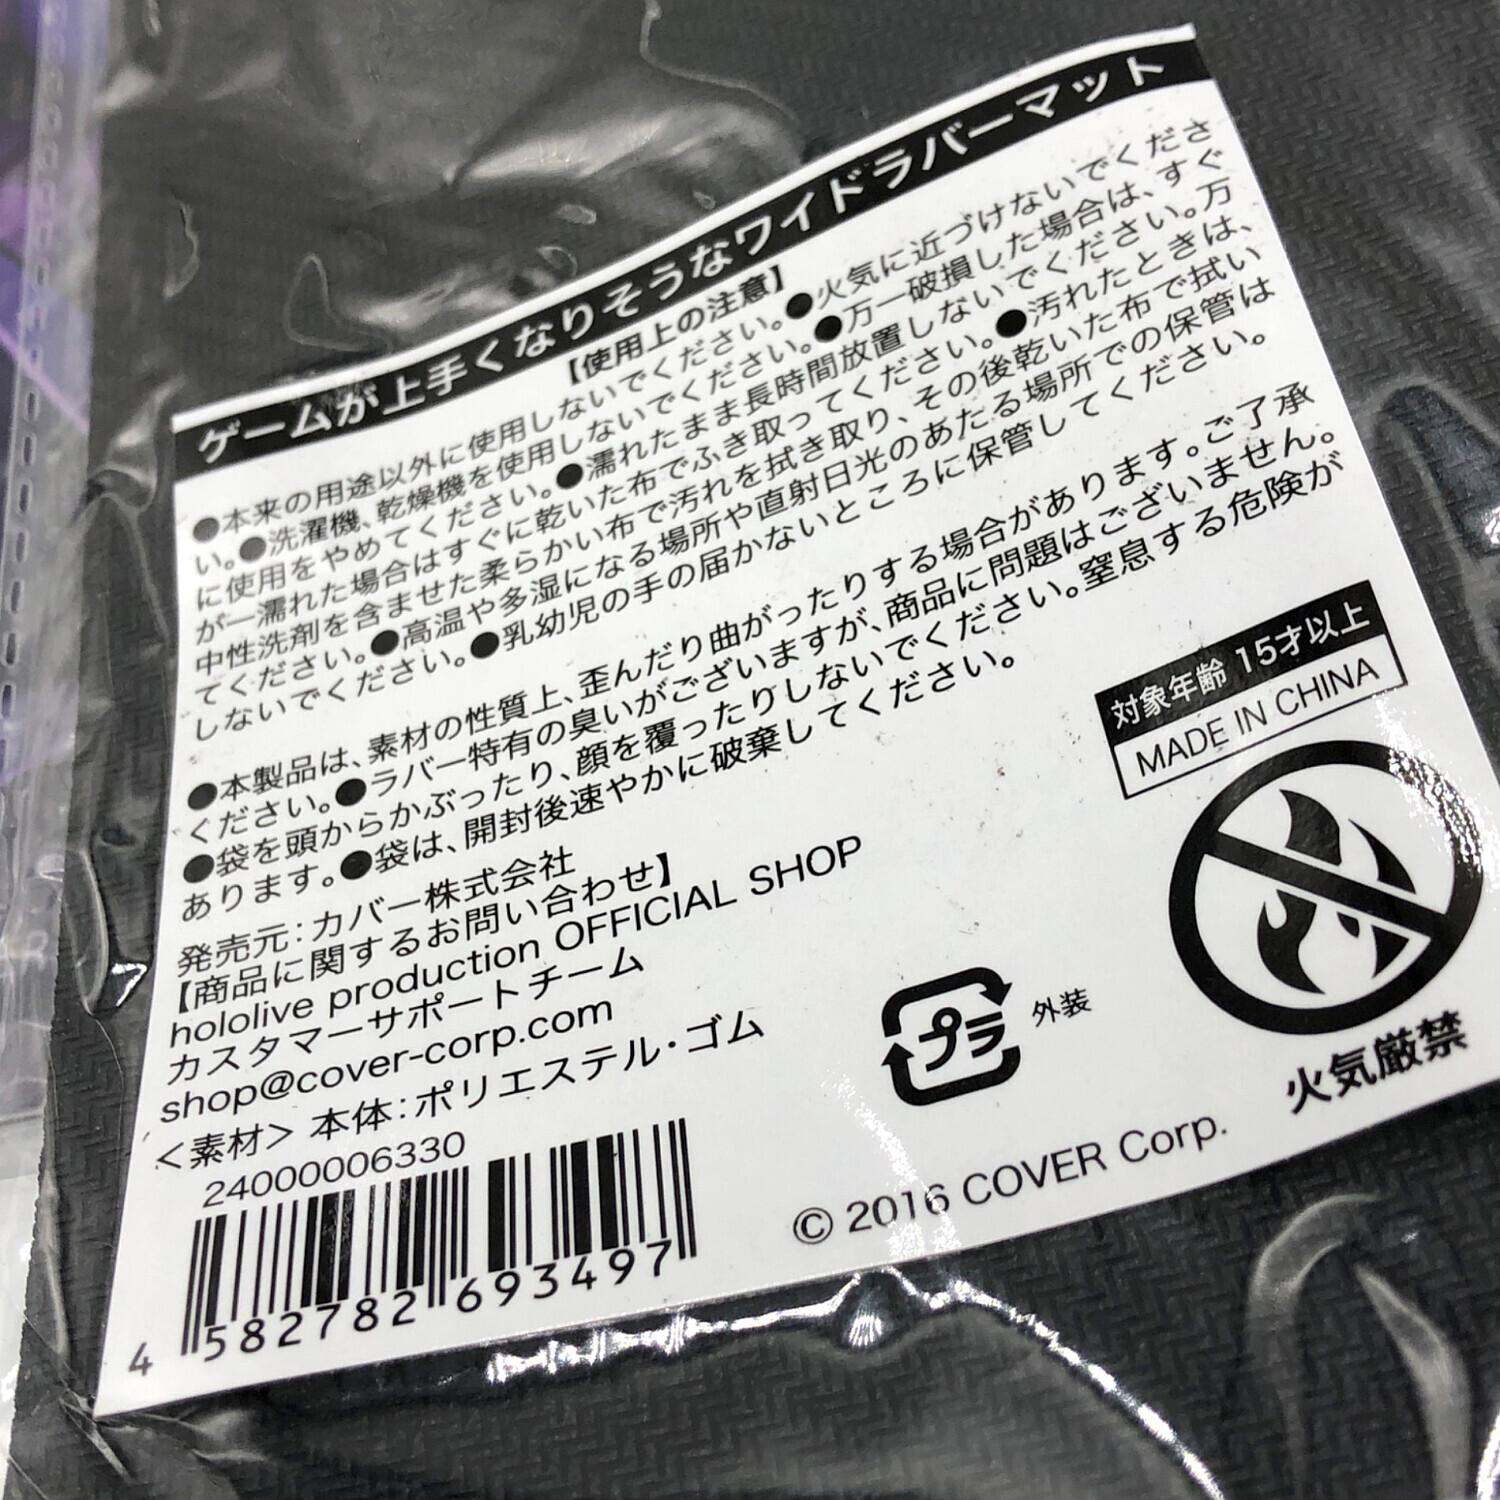 ゲームが上手くなりそうなワイドラバーマット
【使用上の注意】
●本来の用途以外に使用しないでください。●火気に近づけないでくださ
い。●洗濯機、乾燥機を使用しないでください。●万一破損した場合は、すぐ
に使用をやめてください。●濡れたまま長時間放置しないでください。万
が一濡れた場合はすぐに乾いた布でふき取ってください。●汚れたときは、
中性洗剤を含ませた柔らかい布で汚れを拭き取り、その後乾いた布で拭い
てください。●高温や多湿になる場所や直射日光のあたる場所での保管は
しないでください。●乳幼児の手の届かないところに保管してください。
●本製品は、素材の性質上、歪んだり曲がったりする場合があります。ご了承
ください。●ラバー特有の臭いがございますが、商品に問題はございません。
●袋を頭からかぶったり、顔を覆ったりしないでください。窒息する危険が
あります。●袋は、開封後速やかに破棄してください。
発売元：カバー株式会社
【商品に関するお問い合わせ】
hololive production OFFICIAL SHOP
カスタマーサポートチーム
shop@cover-corp.com
＜素材＞ 本体：ポリエステル・ゴム
24000006330
4 582782 693497
対象年齢 15才以上
MADE IN CHINA
火気厳禁
プラ 外装
© 2016 COVER Corp.